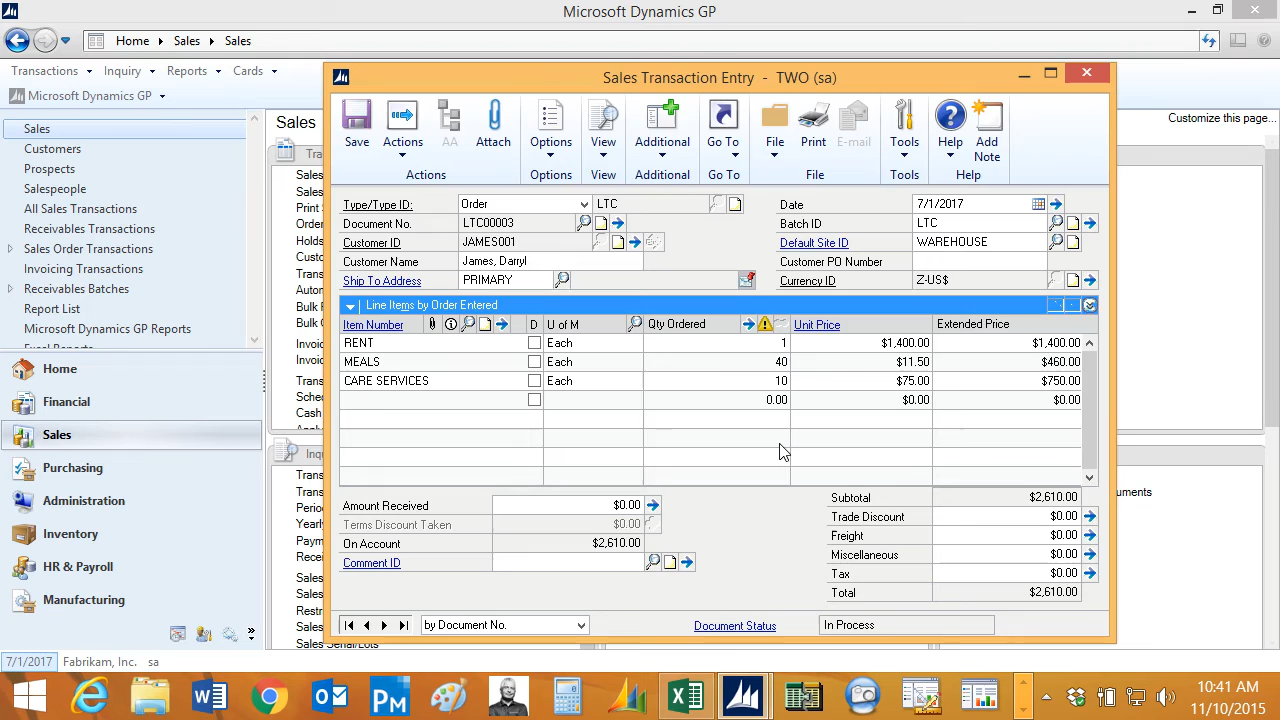 Microsoft Dynamics GP
Home Sales Sales
Transactions Inquiry Reports Cards
Microsoft Dynamics GP
Sales
Customers
Prospects
Salespeople
All Sales Transactions
Receivables Transactions
Sales Order Transactions
Invoicing Transactions
Receivables Batches
Report List
Microsoft Dynamics GP Reports
Home
Financial
Sales
Purchasing
Administration
Inventory
HR & Payroll
Manufacturing
7/1/2017 Fabrikam, Inc. sa
Sales
Customize this page...
Sales Transaction Entry - TWO (sa)
Save Actions AA Attach Options View Additional Go To File Print E-mail Tools Help Add Note
Actions Options View Additional Go To File Tools Help
Type/Type ID: Order LTC Date 7/1/2017
Document No. LTC00003 Batch ID LTC
Customer ID JAMES001 Default Site ID WAREHOUSE
Customer Name James, Darryl Customer PO Number
Ship To Address PRIMARY Currency ID Z-US$
Line Items by Order Entered
Item Number D U of M Qty Ordered Unit Price Extended Price
RENT Each 1 $1,400.00 $1,400.00
MEALS Each 40 $11.50 $460.00
CARE SERVICES Each 10 $75.00 $750.00
0.00 $0.00 $0.00
Amount Received $0.00
Terms Discount Taken $0.00
On Account $2,610.00
Comment ID
Subtotal $2,610.00
Trade Discount $0.00
Freight $0.00
Miscellaneous $0.00
Tax $0.00
Total $2,610.00
by Document No. Document Status In Process
10:41 AM
11/10/2015